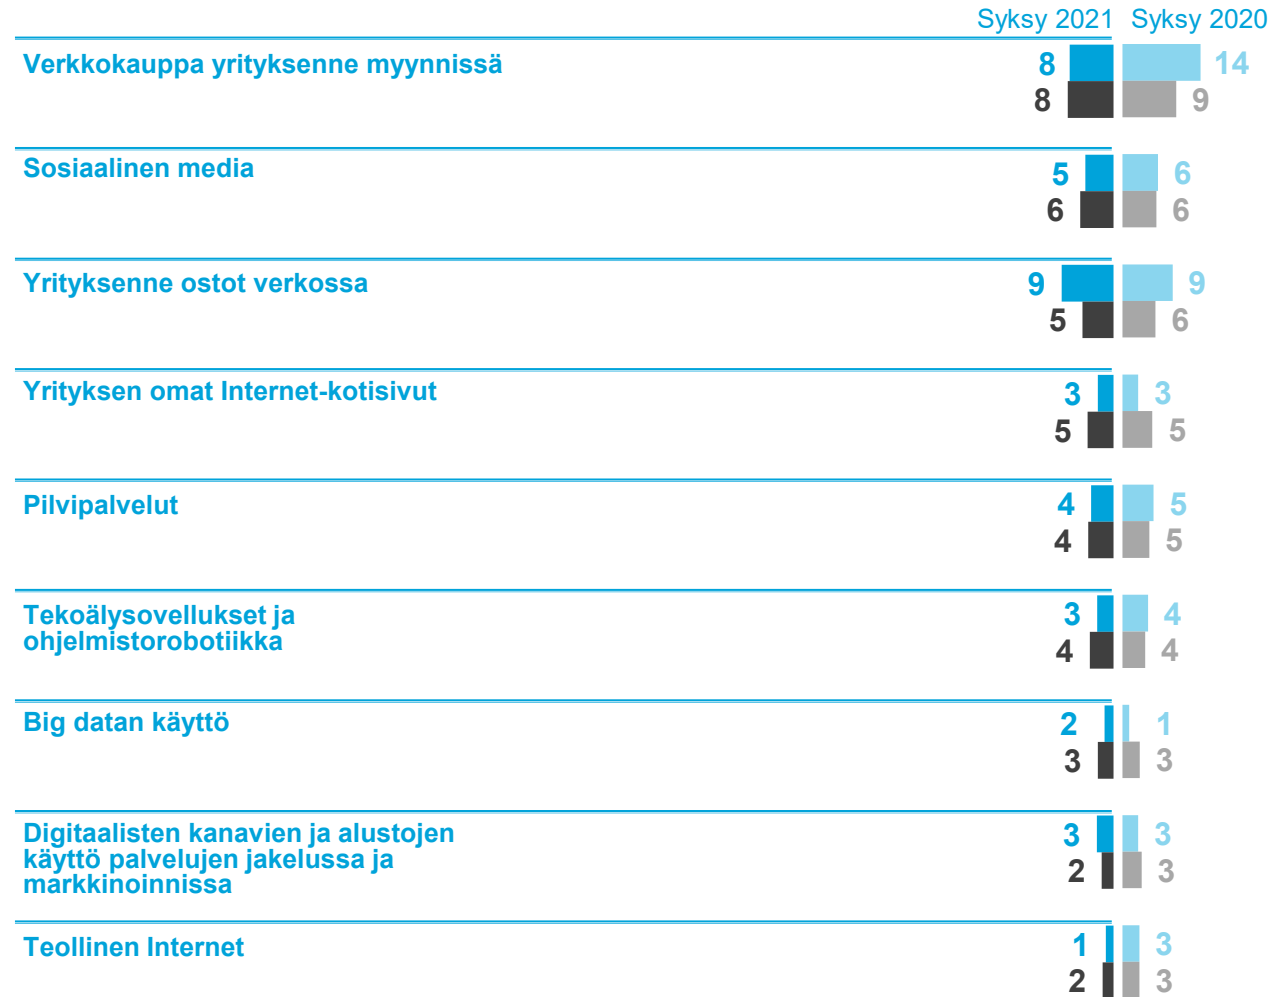 Syksy 2021 Syksy 2020
Verkkokauppa yrityksenne myynnissä
8 14
8 9
Sosiaalinen media
5 6
6 6
Yrityksenne ostot verkossa
9 9
5 6
Yrityksen omat Internet-kotisivut
3 3
5 5
Pilvipalvelut
4 5
4 5
Tekoälysovellukset ja
ohjelmistorobotiikka
3 4
4 4
Big datan käyttö
2 1
3 3
Digitaalisten kanavien ja alustojen
käyttö palvelujen jakelussa ja
markkinoinnissa
3 3
2 3
Teollinen Internet
1 3
2 3